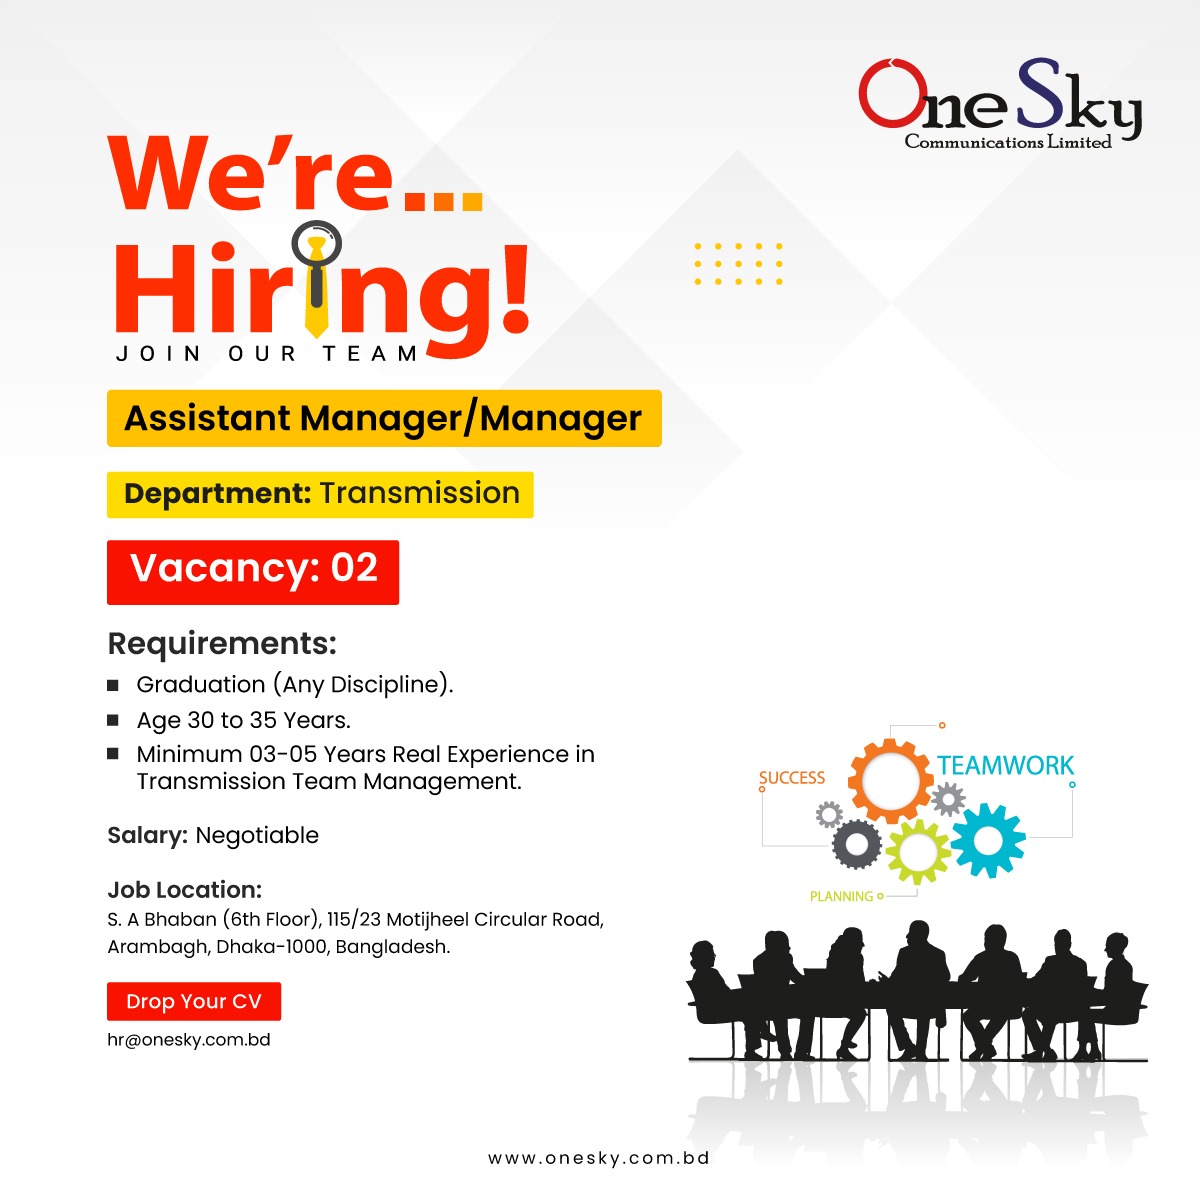 One Sky
Communications Limited
We're...
Hiring!
JOIN OUR TEAM
Assistant Manager/Manager
Department: Transmission
Vacancy: 02
Requirements:
Graduation (Any Discipline).
Age 30 to 35 Years.
Minimum 03-05 Years Real Experience in
Transmission Team Management.
Salary: Negotiable
Job Location:
S. A Bhaban (6th Floor), 115/23 Motijheel Circular Road,
Arambagh, Dhaka-1000, Bangladesh.
Drop Your CV
hr@onesky.com.bd
SUCCESS
TEAMWORK
PLANNING
www.onesky.com.bd